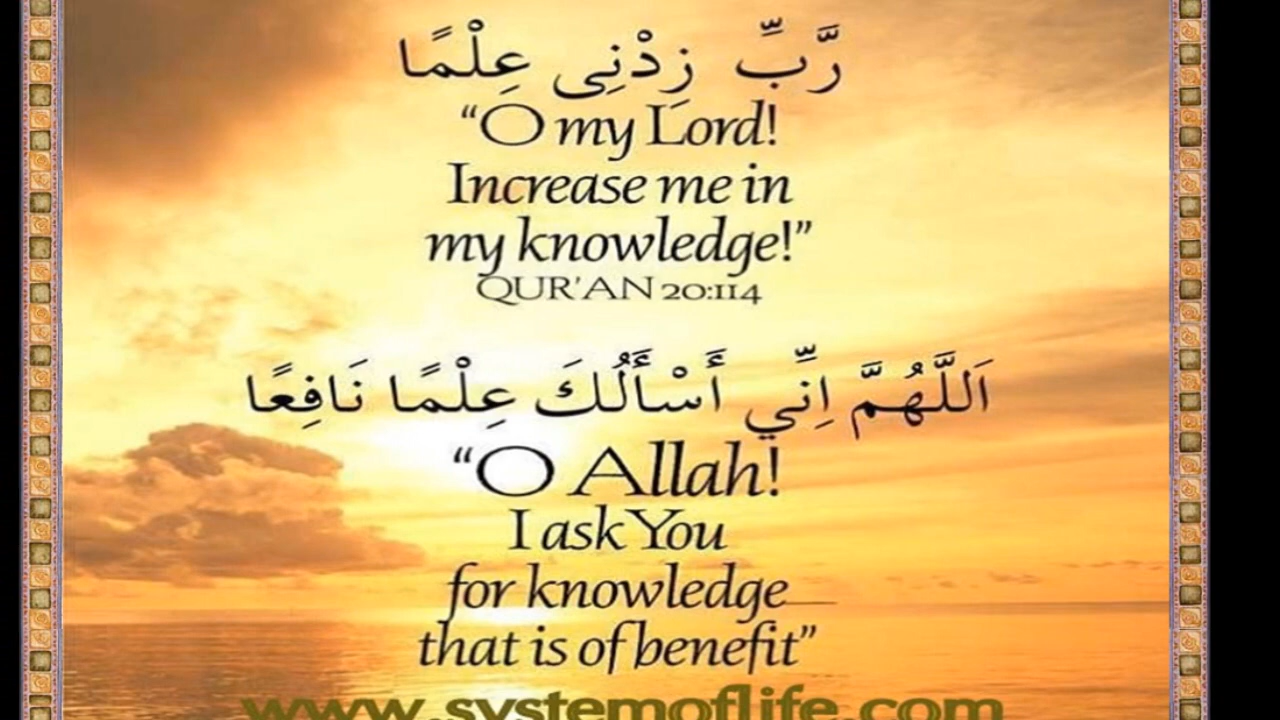 رَّبِّ زِدْنِى عِلْمًا
“O my Lord!
Increase me in
my knowledge!”
QUR'AN 20:114
اَللَّهُمَّ اِنِّي أَسْأَلُكَ عِلْمًا نَافِعًا
“O Allah!
I ask You
for knowledge
that is of benefit”
www.systemoflife.com